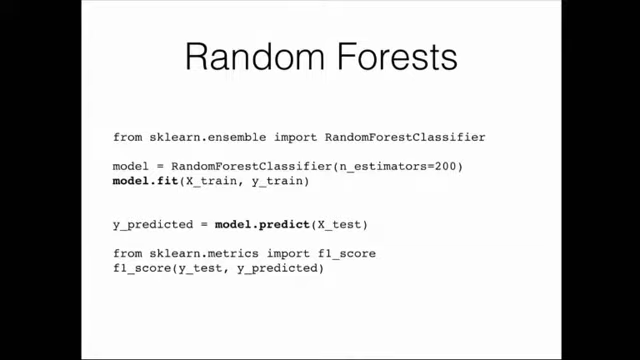 Random Forests
from sklearn.ensemble import RandomForestClassifier
model = RandomForestClassifier(n_estimators=200)
model.fit(X_train, y_train)
y_predicted = model.predict(X_test)
from sklearn.metrics import f1_score
f1_score(y_test, y_predicted)